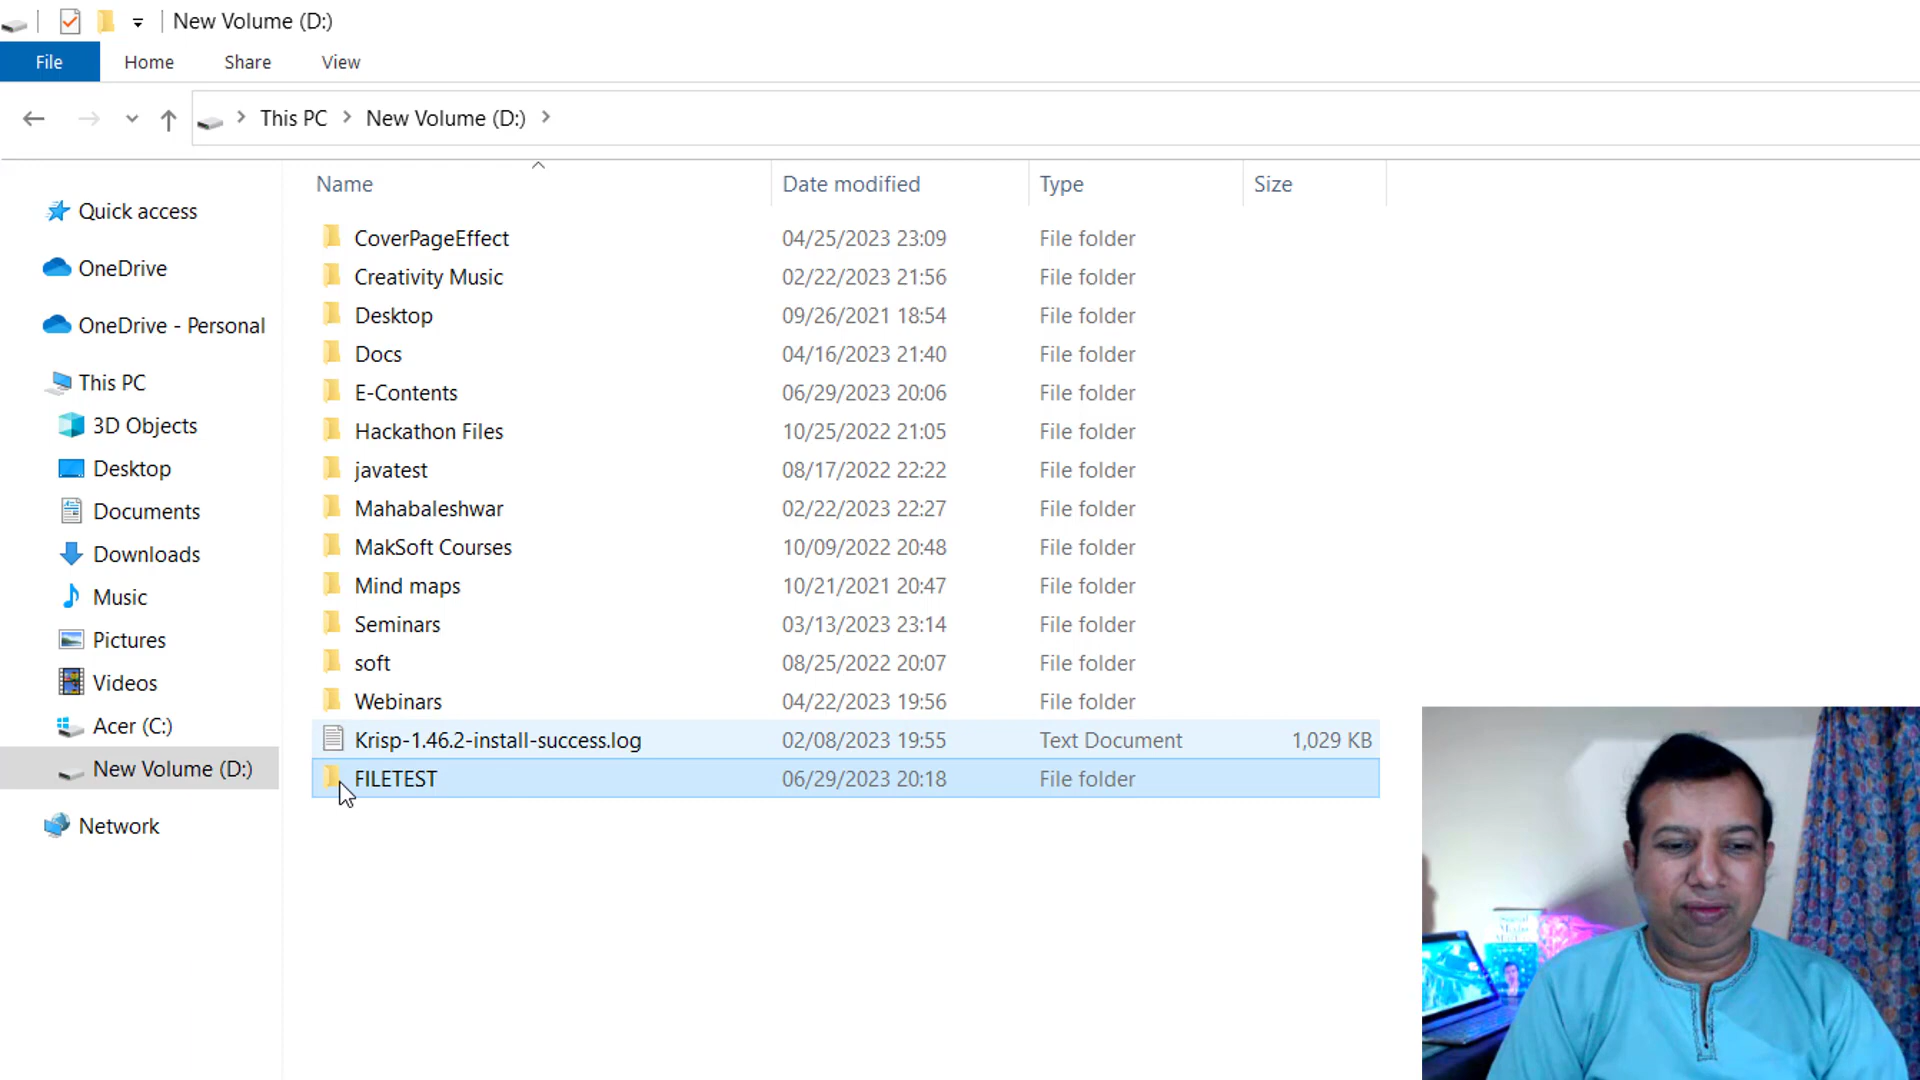 New Volume (D:)
File Home Share View
This PC New Volume (D:)
Name Date modified Type Size
Quick access
OneDrive
OneDrive - Personal
This PC
3D Objects
Desktop
Documents
Downloads
Music
Pictures
Videos
Acer (C:)
New Volume (D:)
Network
CoverPageEffect 04/25/2023 23:09 File folder
Creativity Music 02/22/2023 21:56 File folder
Desktop 09/26/2021 18:54 File folder
Docs 04/16/2023 21:40 File folder
E-Contents 06/29/2023 20:06 File folder
Hackathon Files 10/25/2022 21:05 File folder
javatest 08/17/2022 22:22 File folder
Mahabaleshwar 02/22/2023 22:27 File folder
MakSoft Courses 10/09/2022 20:48 File folder
Mind maps 10/21/2021 20:47 File folder
Seminars 03/13/2023 23:14 File folder
soft 08/25/2022 20:07 File folder
Webinars 04/22/2023 19:56 File folder
Krisp-1.46.2-install-success.log 02/08/2023 19:55 Text Document 1,029 KB
FILETEST 06/29/2023 20:18 File folder